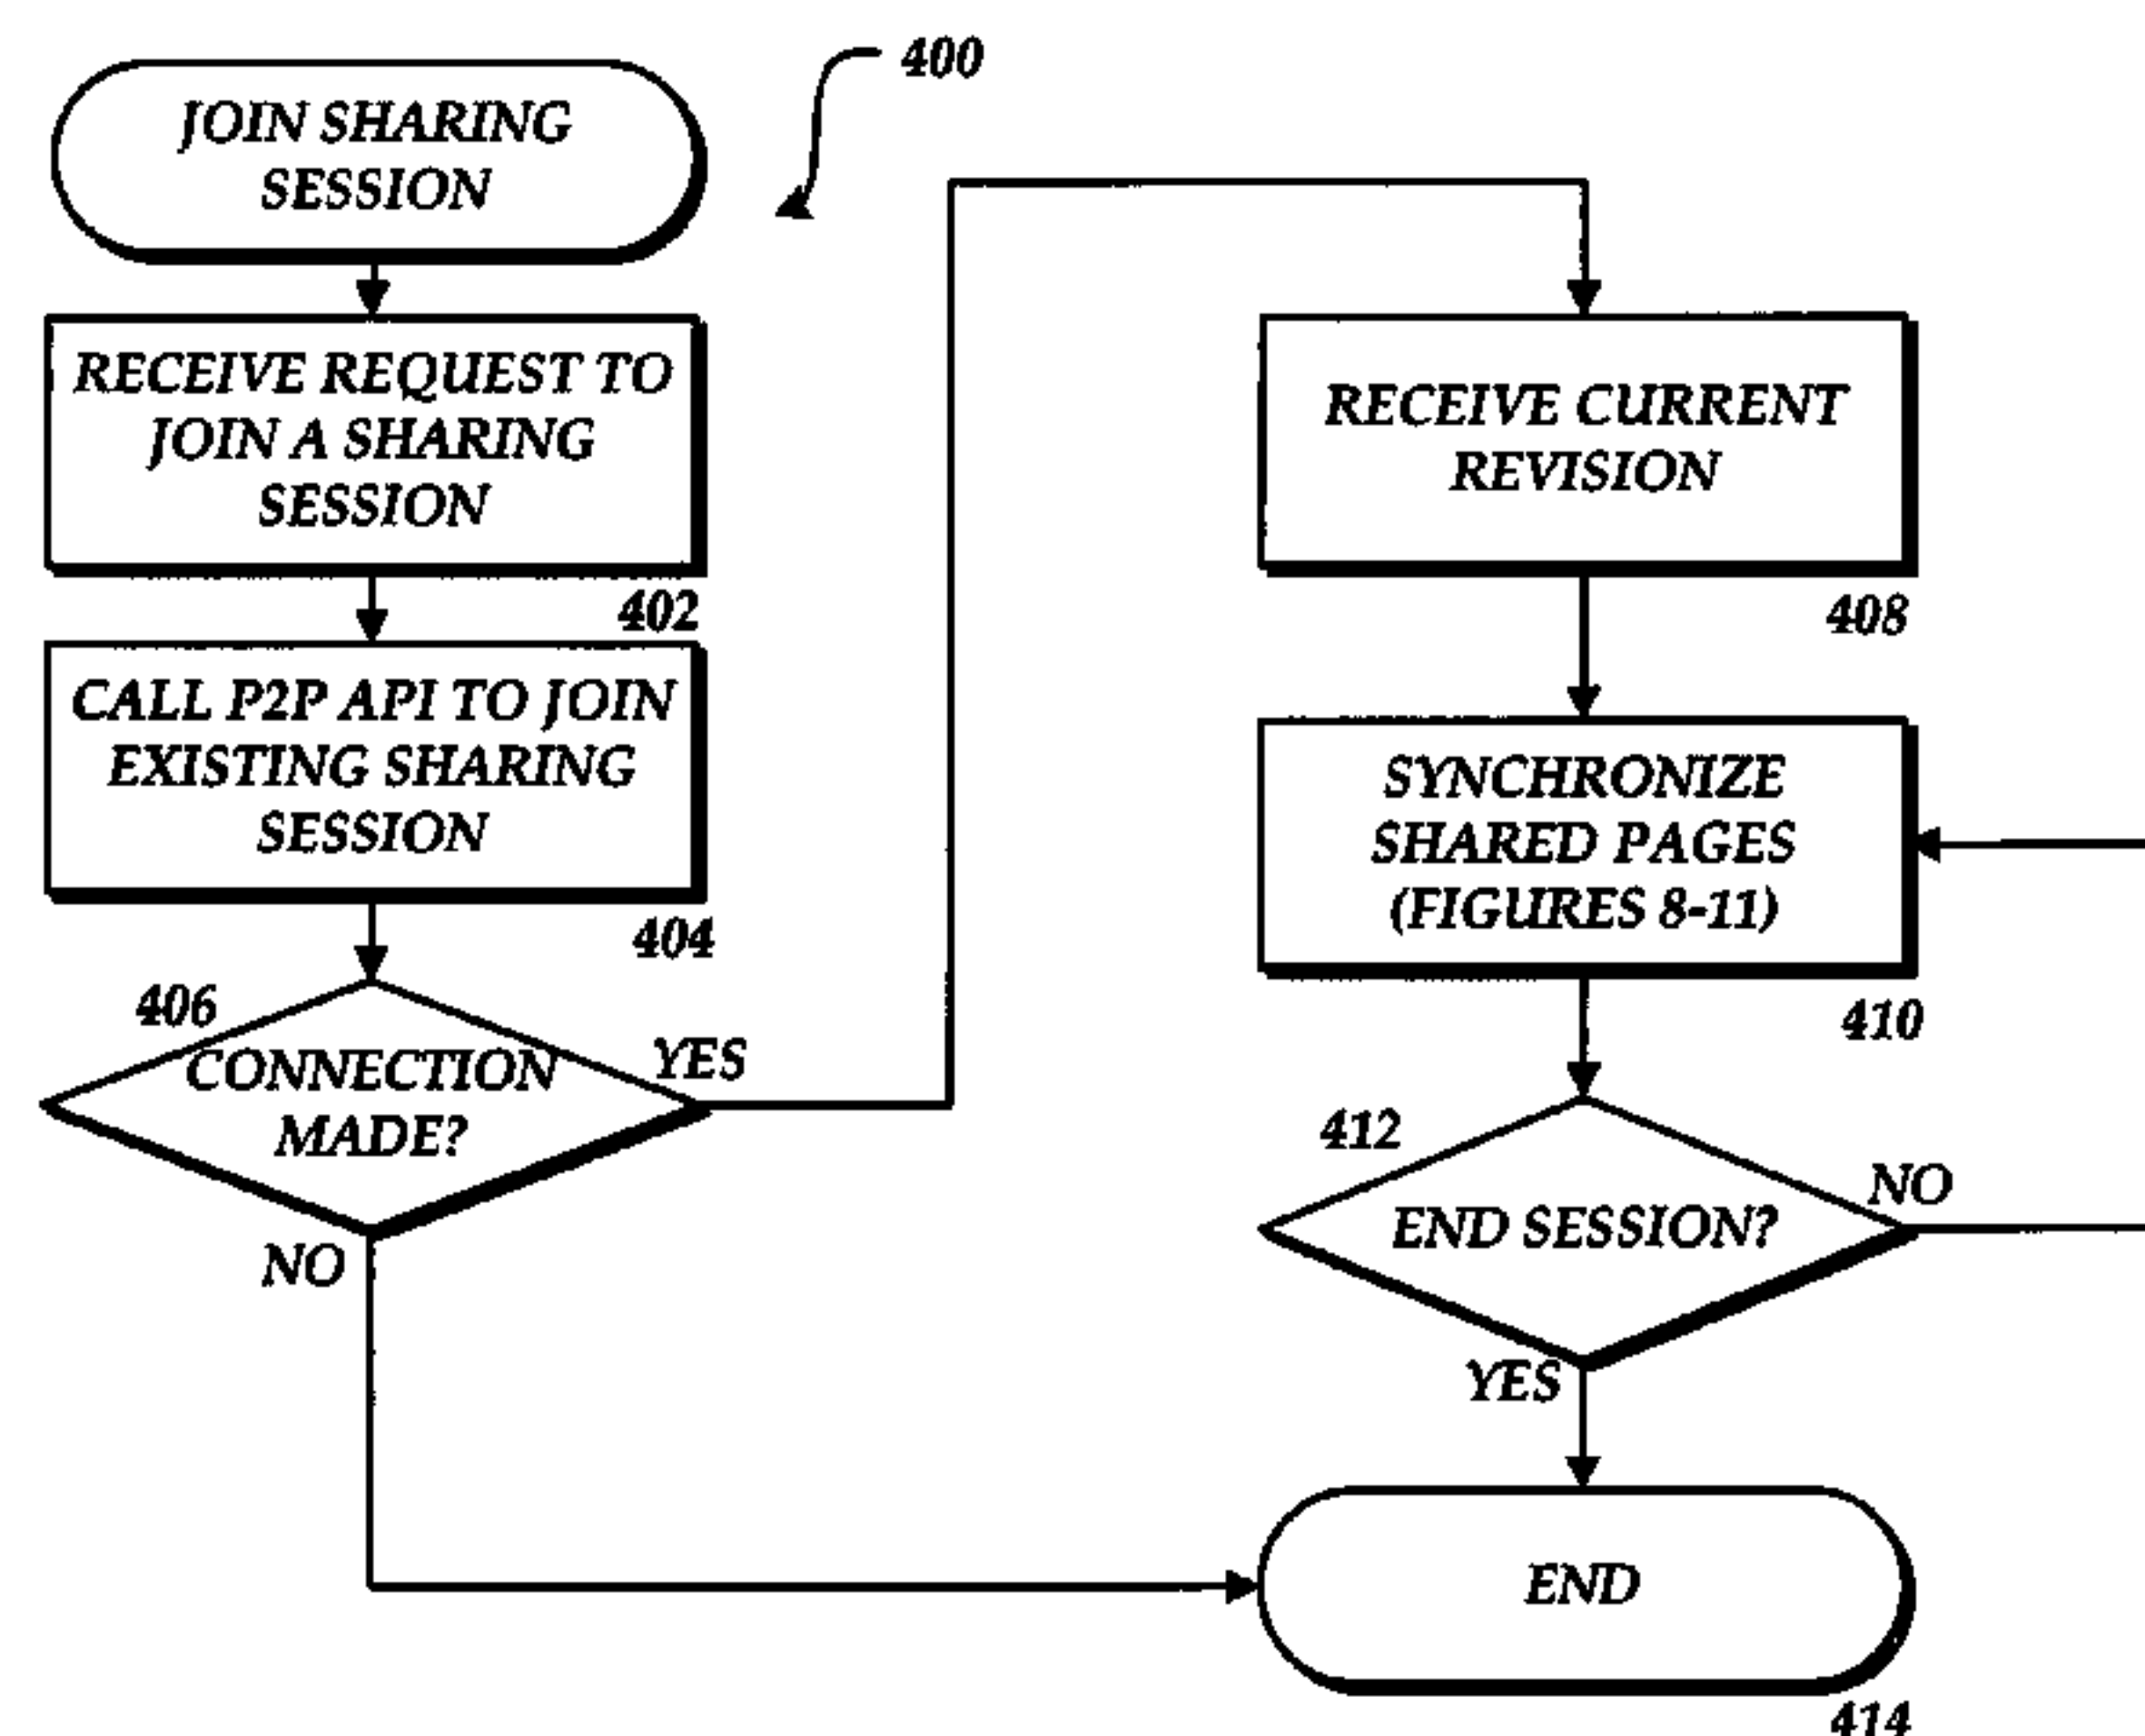 400
JOIN SHARING
SESSION
RECEIVE REQUEST TO
JOIN A SHARING
SESSION
402
CALL P2P API TO JOIN
EXISTING SHARING
SESSION
404
406
CONNECTION
MADE?
YES
NO
RECEIVE CURRENT
REVISION
408
SYNCHRONIZE
SHARED PAGES
(FIGURES 8-11)
410
412
END SESSION?
NO
YES
END
414